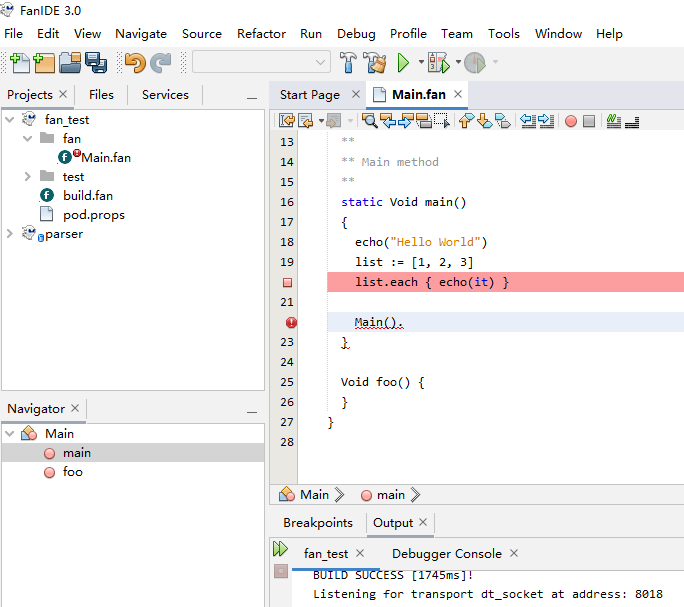 FanIDE 3.0
File Edit View Navigate Source Refactor Run Debug Profile Team Tools Window Help
Projects Files Services
fan_test
fan
Main.fan
test
build.fan
pod.props
parser
Navigator
Main
main
foo
Start Page Main.fan
13 **
14 ** Main method
15 **
16 static Void main()
17 {
18 echo("Hello World")
19 list := [1, 2, 3]
list.each { echo(it) }
21
Main().
23 }
24
25 Void foo() {
26 }
27 }
28
Main main
Breakpoints Output
fan_test Debugger Console
BUILD SUCCESS [1745ms]!
Listening for transport dt_socket at address: 8018